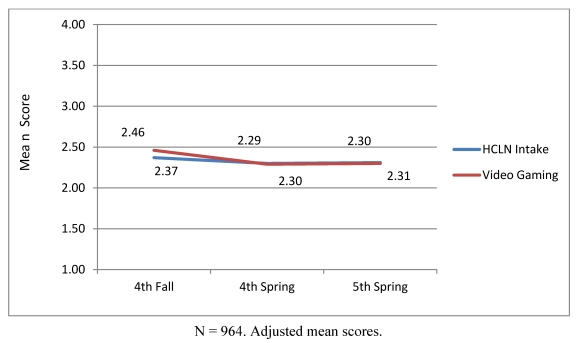 4.00
3.50
3.00
2.50
2.00
1.50
1.00
Mea n Score
2.46
2.29
2.30
2.37
2.30
2.31
4th Fall
4th Spring
5th Spring
HCLN Intake
Video Gaming
N = 964. Adjusted mean scores.